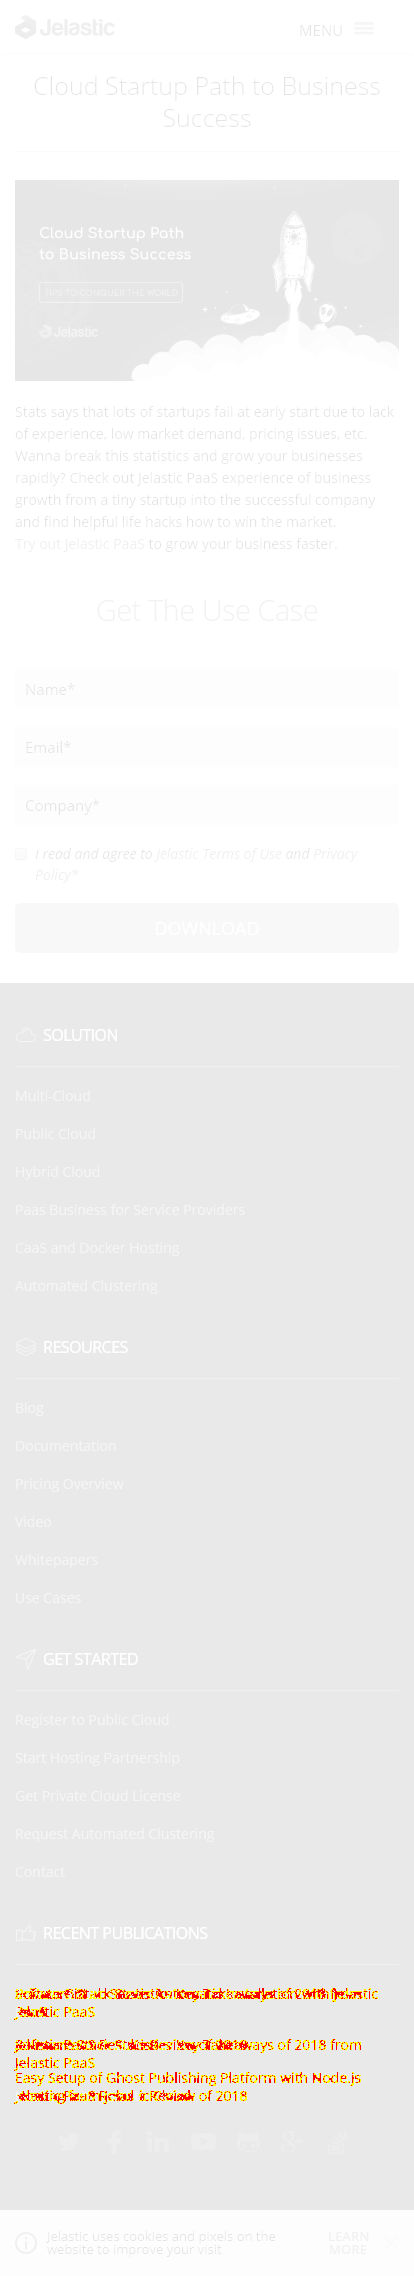 Jelastic
MENU
Cloud Startup Path to Business
Success
Cloud Startup Path
to Business Success
TIPS TO CONQUER THE WORLD
Jelastic
Stats says that lots of startups fail at early start due to lack
of experience, low market demand, pricing issues, etc.
Wanna break this statistics and grow your businesses
rapidly? Check out Jelastic PaaS experience of business
growth from a tiny startup into the successful company
and find helpful life hacks how to win the market.
Try out Jelastic PaaS to grow your business faster.
Get The Use Case
Name*
Email*
Company*
I read and agree to Jelastic Terms of Use and Privacy
Policy*
DOWNLOAD
SOLUTION
Multi-Cloud
Public Cloud
Hybrid Cloud
Paas Business for Service Providers
CaaS and Docker Hosting
Automated Clustering
RESOURCES
Blog
Documentation
Pricing Overview
Video
Whitepapers
Use Cases
GET STARTED
Register to Public Cloud
Start Hosting Partnership
Get Private Cloud License
Request Automated Clustering
Contact
RECENT PUBLICATIONS
Jelastic
PaaS
of 2018 from
Jelastic PaaS
Easy Setup of Ghost Publishing Platform with Node.js
of 2018
Jelastic uses cookies and pixels on the
website to improve your visit
LEARN
MORE